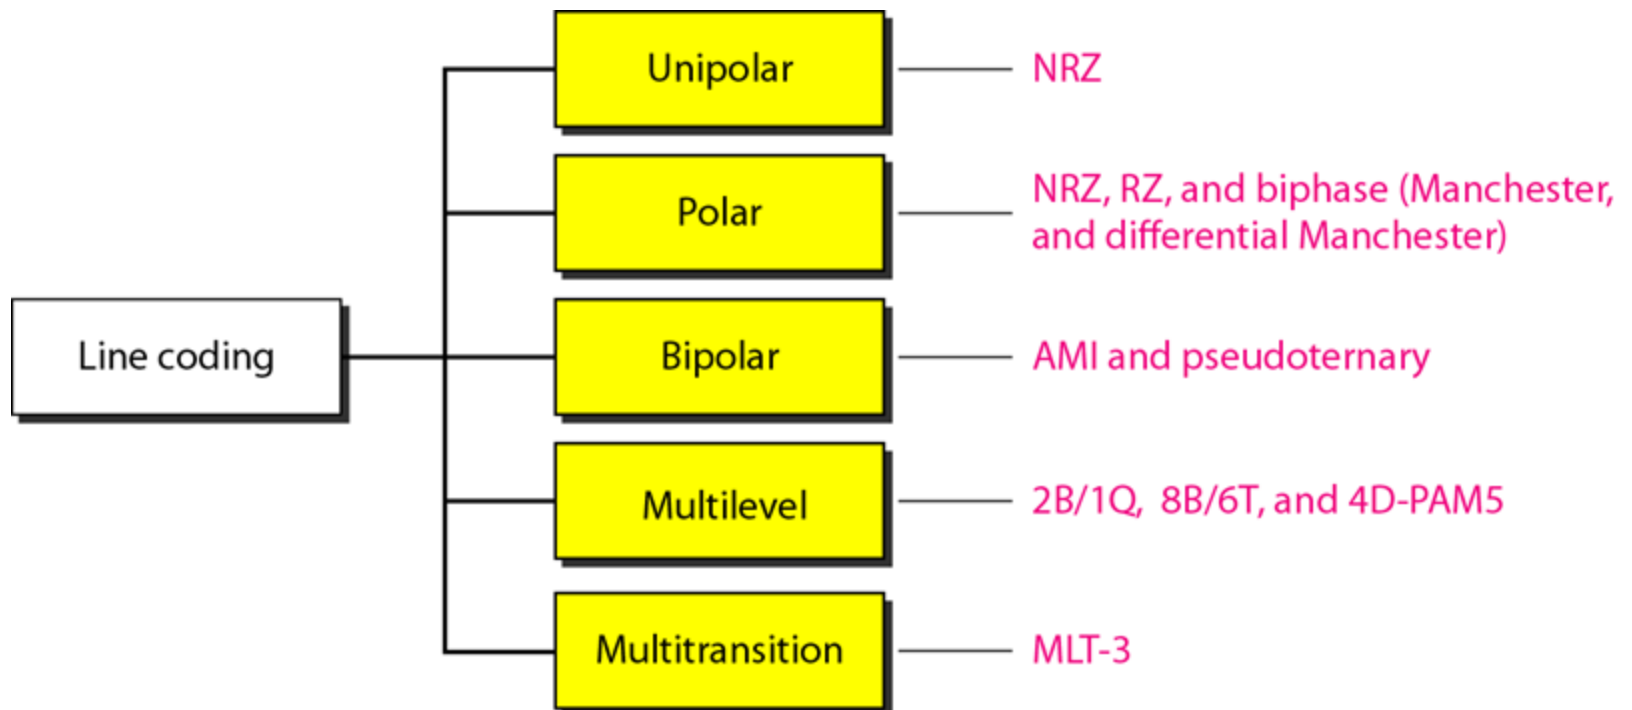 Unipolar
NRZ
Polar
NRZ, RZ, and biphase (Manchester,
and differential Manchester)
Line coding
Bipolar
AMI and pseudoternary
Multilevel
2B/1Q, 8B/6T, and 4D-PAM5
Multitransition
MLT-3